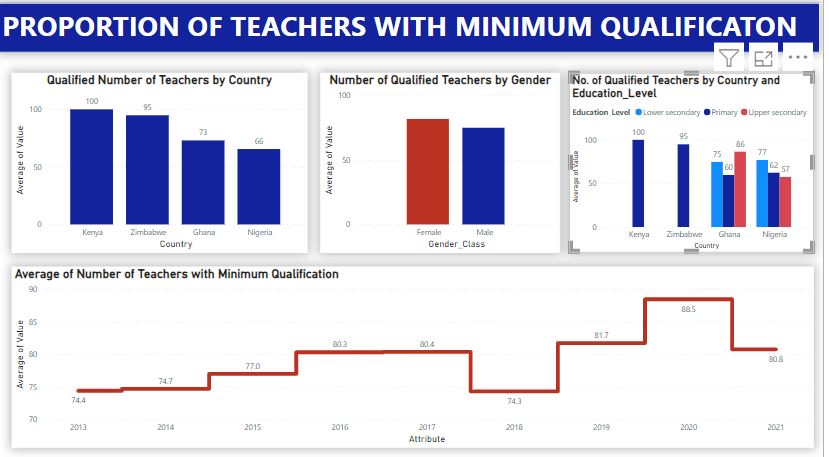 PROPORTION OF TEACHERS WITH MINIMUM QUALIFICATON
Qualified Number of Teachers by Country
Average of Value
100
50
0
100
95
73
66
Kenya
Zimbabwe
Ghana
Nigeria
Country
Number of Qualified Teachers by Gender
Average of Value
100
50
0
Female
Male
Gender_Class
No. of Qualified Teachers by Country and
Education_Level
Education Level Lower secondary Primary Upper secondary
Average of Value
100
50
0
100
95
75
60
86
77
62
57
Kenya
Zimbabwe
Ghana
Nigeria
Country
Average of Number of Teachers with Minimum Qualification
Average of Value
90
85
80
75
70
74.4
74.7
77.0
80.3
80.4
74.3
81.7
88.5
80.8
2013
2014
2015
2016
2017
2018
2019
2020
2021
Attribute